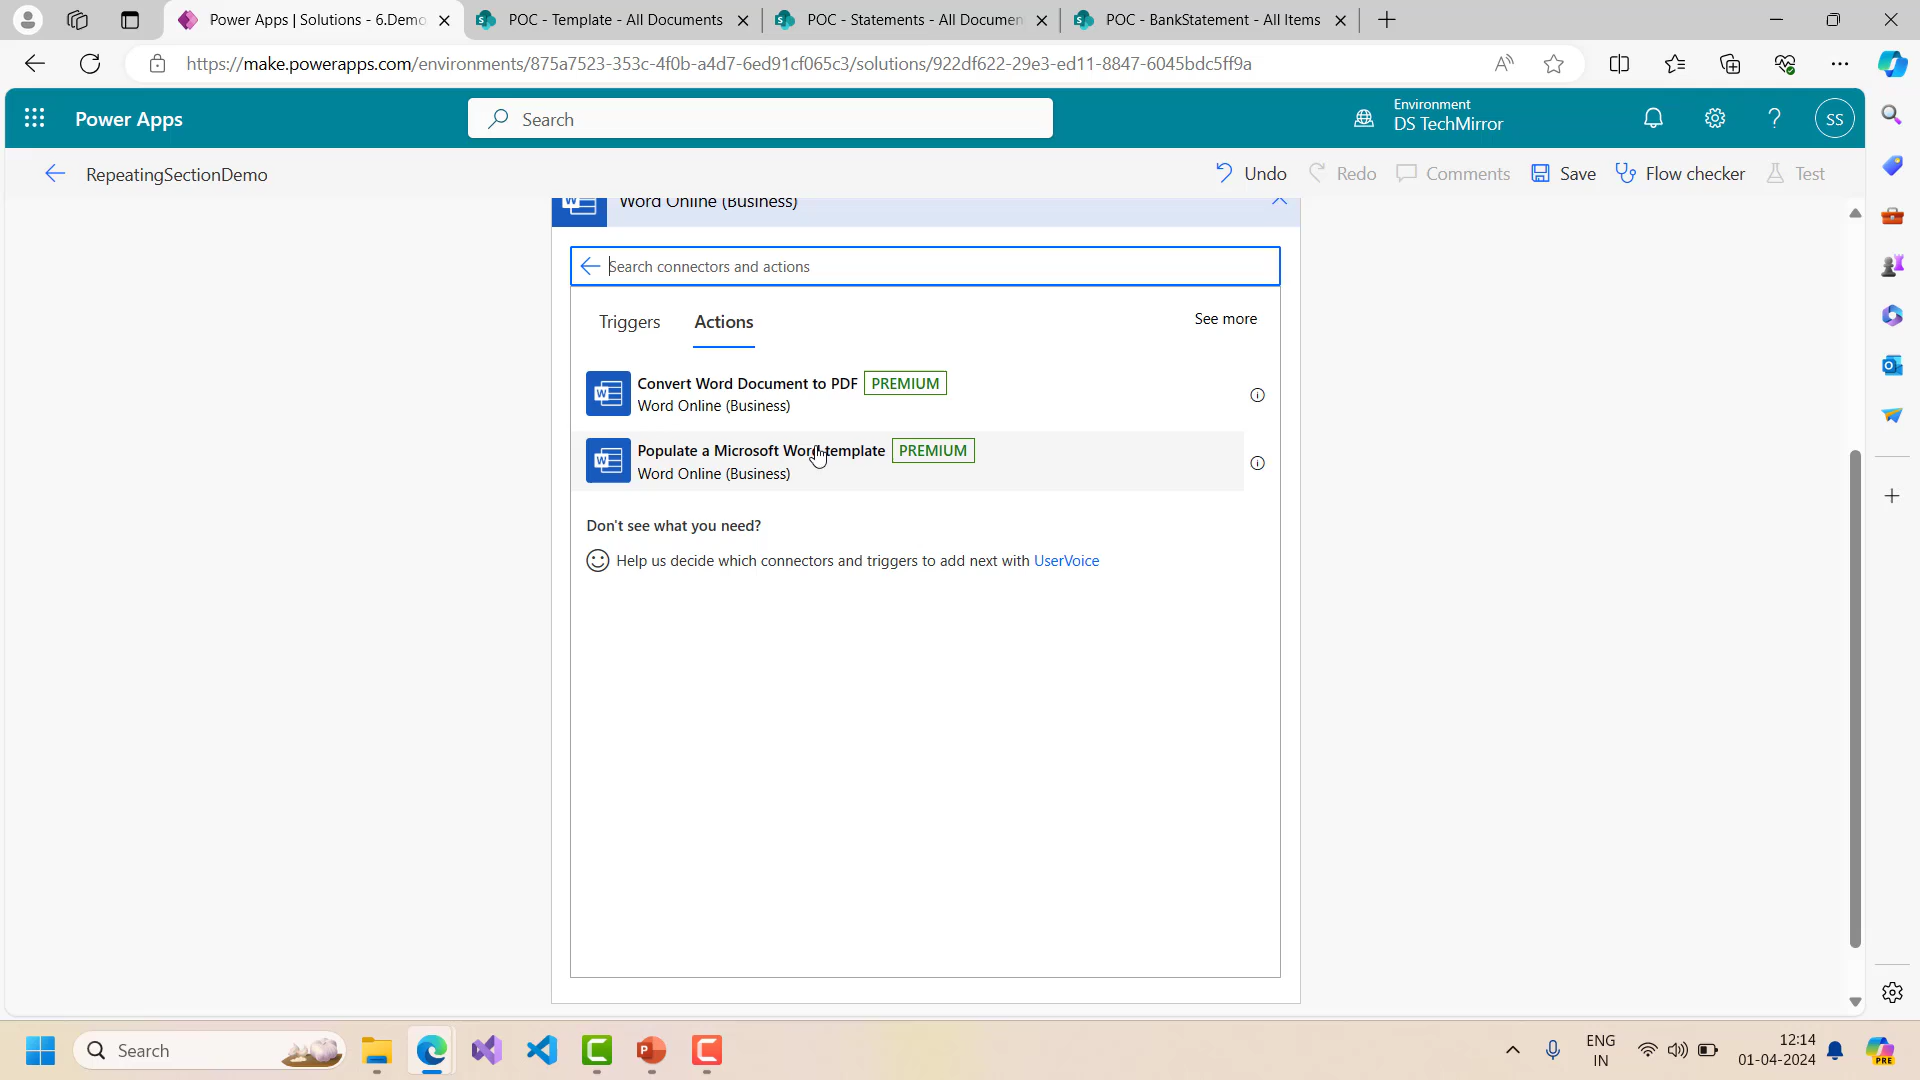 Power Apps | Solutions - 6.Demo
POC - Template - All Documents
POC - Statements - All Documen
POC - BankStatement - All Items
https://make.powerapps.com/environments/875a7523-353c-4f0b-a4d7-6ed91cf065c3/solutions/922df622-29e3-ed11-8847-6045bdc5ff9a
Power Apps
Search
Environment
DS TechMirror
SS
RepeatingSectionDemo
Undo
Redo
Comments
Save
Flow checker
Test
Word Online (Business)
Search connectors and actions
Triggers
Actions
See more
Convert Word Document to PDF PREMIUM
Word Online (Business)
Populate a Microsoft Word template PREMIUM
Word Online (Business)
Don't see what you need?
Help us decide which connectors and triggers to add next with UserVoice
Search
ENG
IN
12:14
01-04-2024
PRE